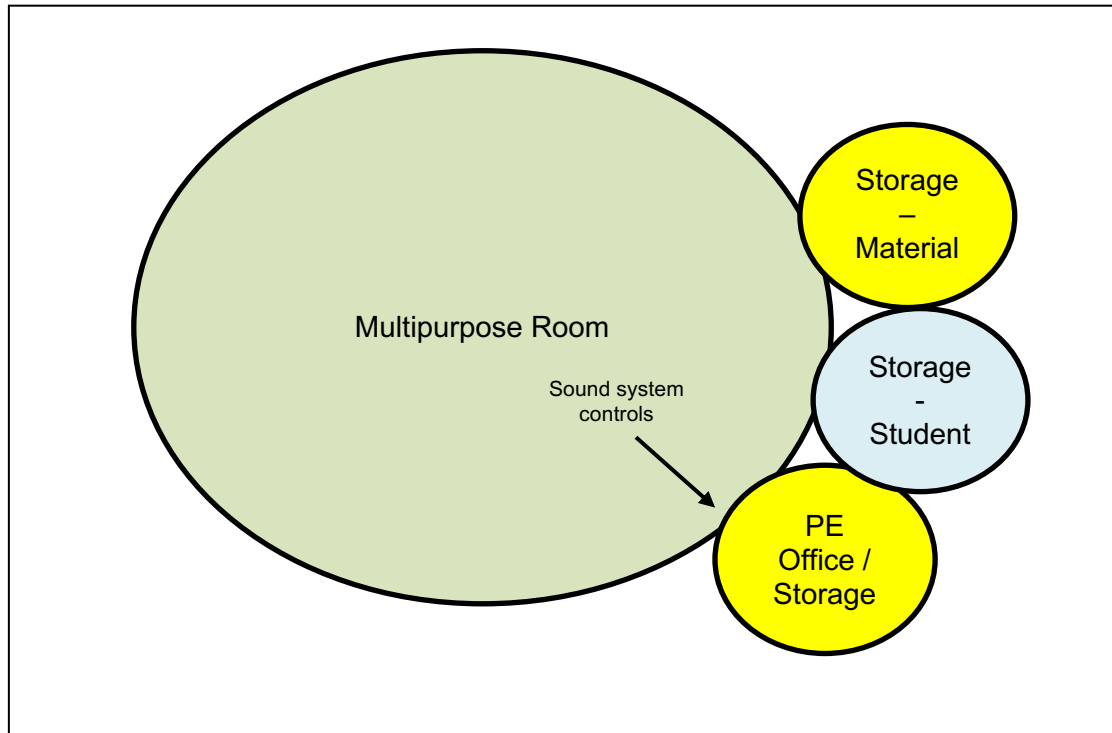 Storage
–
Material
Multipurpose Room
Storage
-
Student
Sound system
controls
PE
Office /
Storage